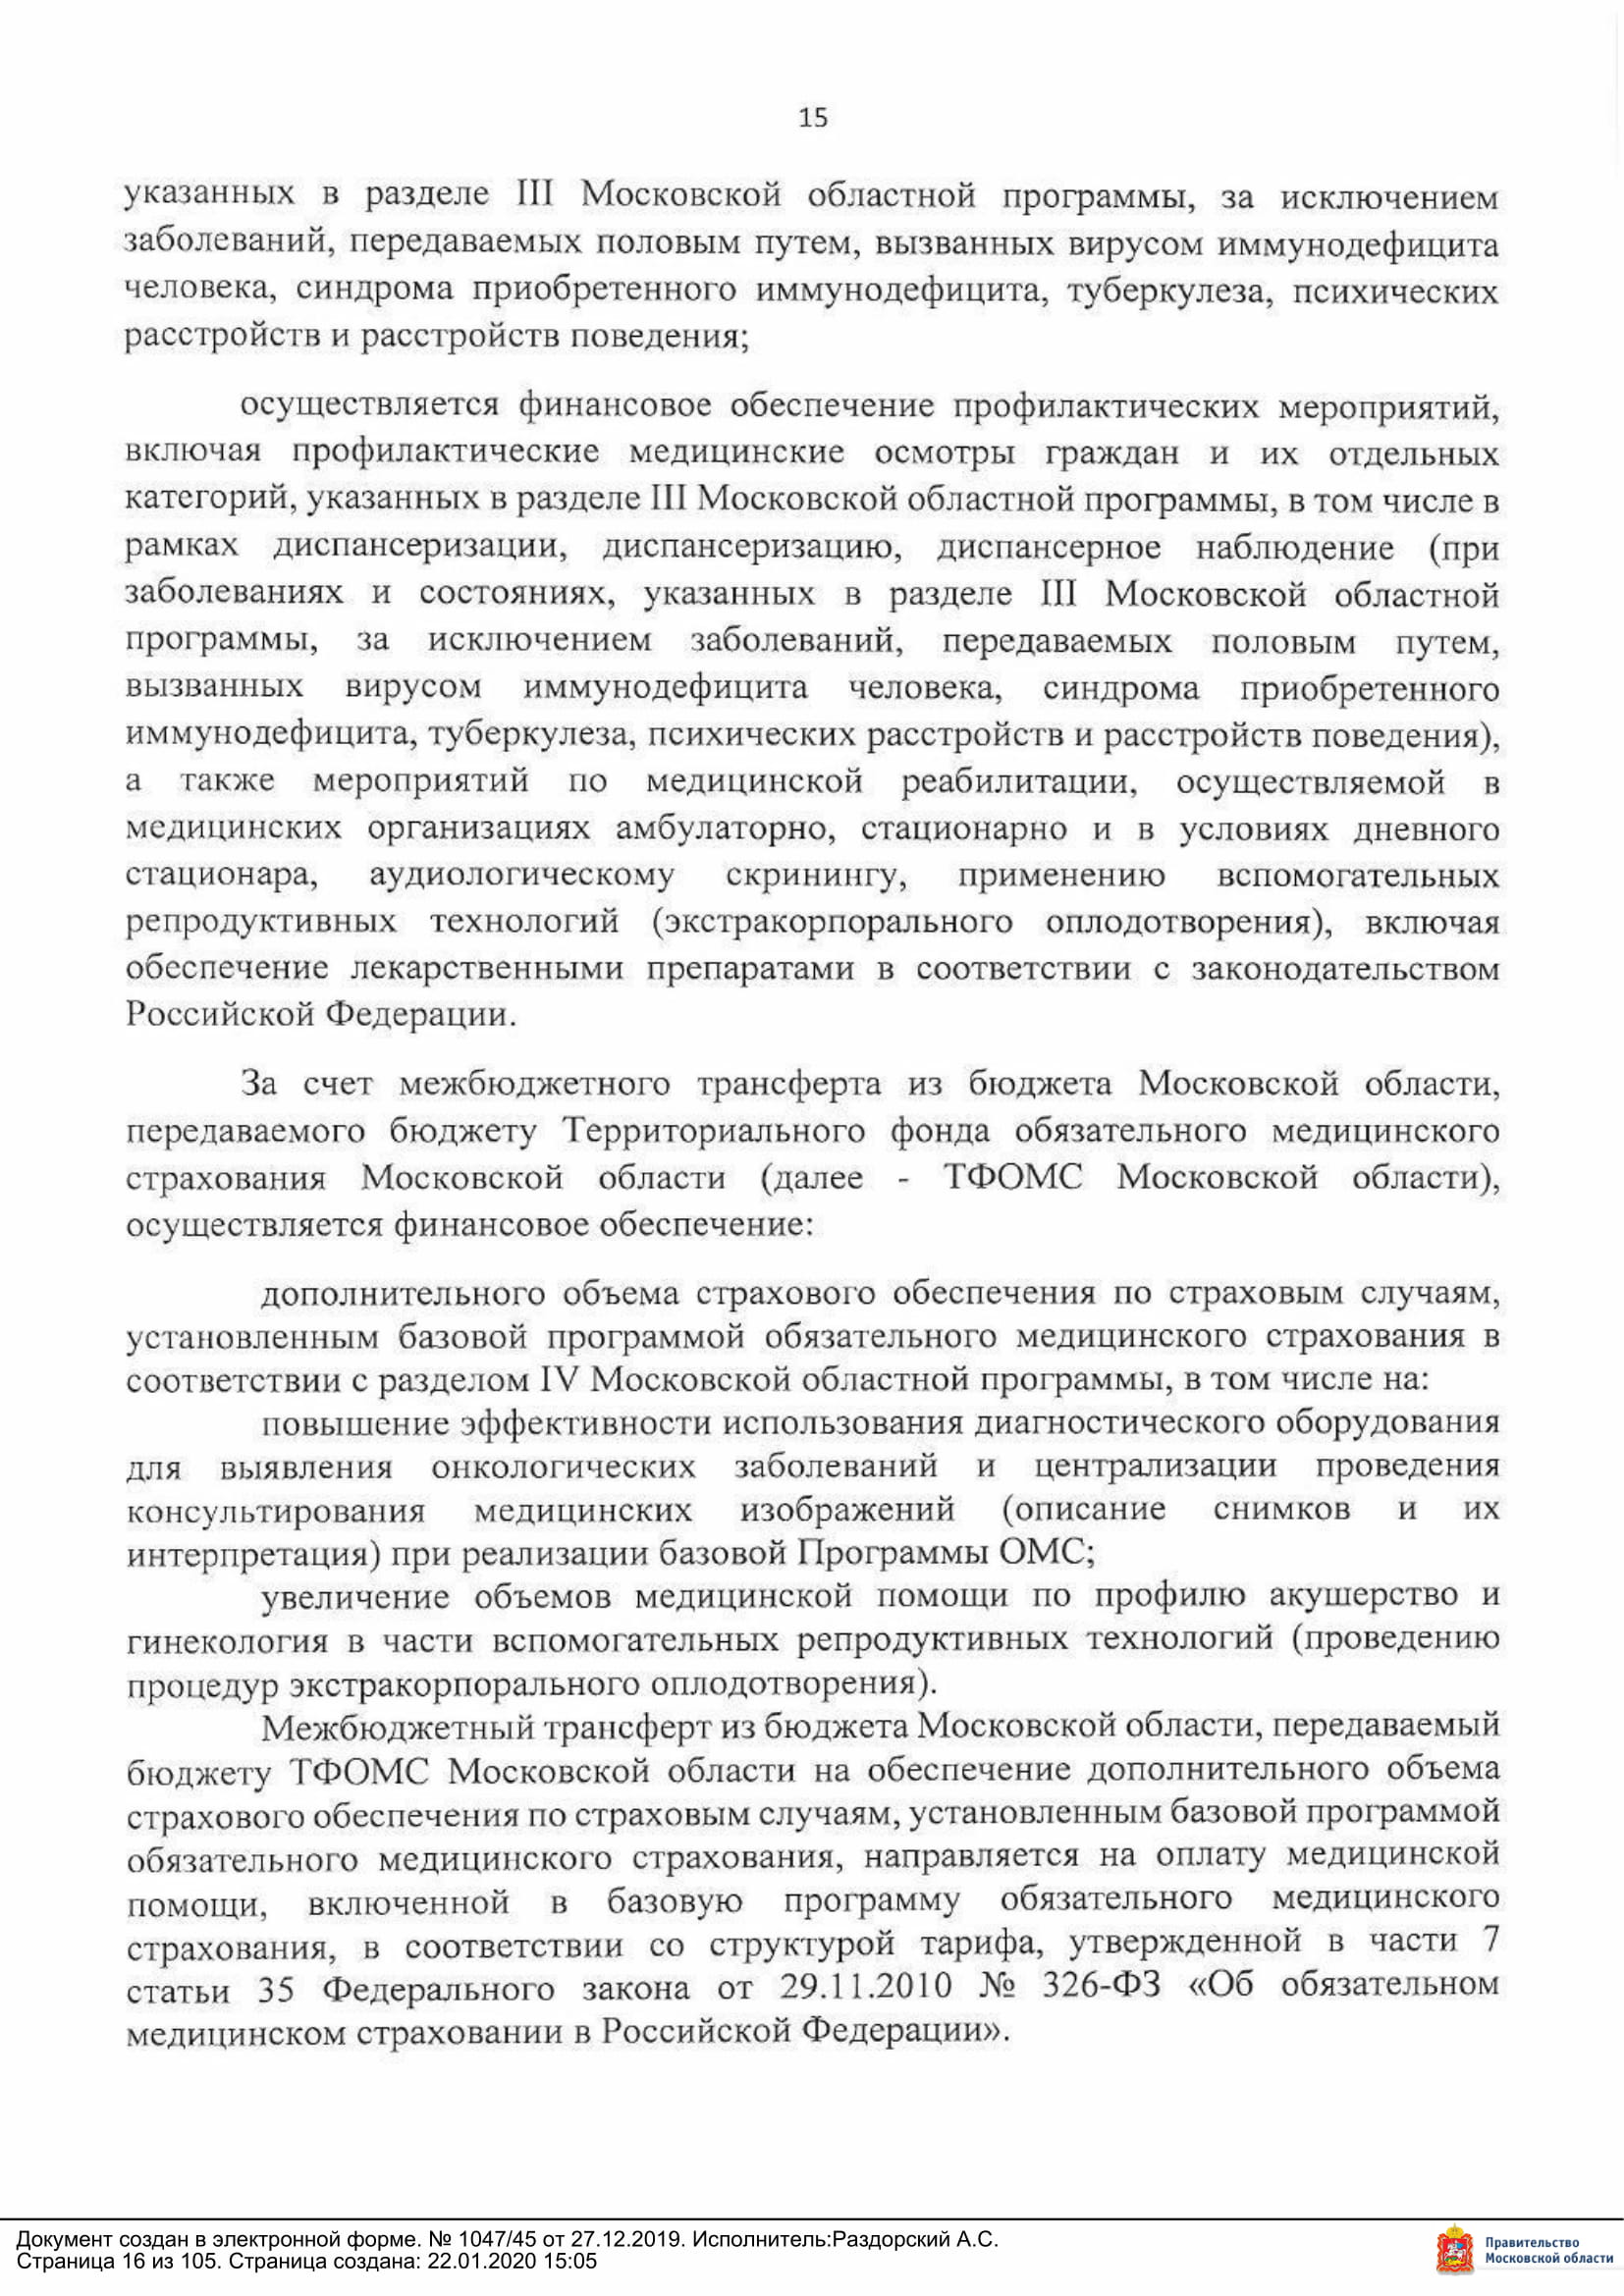 15
указанных в разделе III Московской областной программы, за исключением
заболеваний, передаваемых половым путем, вызванных вирусом иммунодефицита
человека, синдрома приобретенного иммунодефицита, туберкулеза, психических
расстройств и расстройств поведения;
осуществляется финансовое обеспечение профилактических мероприятий,
включая профилактические медицинские осмотры граждан и их отдельных
категорий, указанных в разделе III Московской областной программы, в том числе в
рамках диспансеризации, диспансеризацию, диспансерное наблюдение (при
заболеваниях и состояниях, указанных в разделе III Московской областной
программы, за исключением заболеваний, передаваемых половым путем,
вызванных вирусом иммунодефицита человека, синдрома приобретенного
иммунодефицита, туберкулеза, психических расстройств и расстройств поведения),
а также мероприятий по медицинской реабилитации, осуществляемой в
медицинских организациях амбулаторно, стационарно и в условиях дневного
стационара, аудиологическому скринингу, применению вспомогательных
репродуктивных технологий (экстракорпорального оплодотворения), включая
обеспечение лекарственными препаратами в соответствии с законодательством
Российской Федерации.
За счет межбюджетного трансферта из бюджета Московской области,
передаваемого бюджету Территориального фонда обязательного медицинского
страхования Московской области (далее - ТФОМС Московской области),
осуществляется финансовое обеспечение:
дополнительного объема страхового обеспечения по страховым случаям,
установленным базовой программой обязательного медицинского страхования в
соответствии с разделом IV Московской областной программы, в том числе на:
повышение эффективности использования диагностического оборудования
для выявления онкологических заболеваний и централизации проведения
консультирования медицинских изображений (описание снимков и их
интерпретация) при реализации базовой Программы ОМС;
увеличение объемов медицинской помощи по профилю акушерство и
гинекология в части вспомогательных репродуктивных технологий (проведению
процедур экстракорпорального оплодотворения).
Межбюджетный трансферт из бюджета Московской области, передаваемый
бюджету ТФОМС Московской области на обеспечение дополнительного объема
страхового обеспечения по страховым случаям, установленным базовой программой
обязательного медицинского страхования, направляется на оплату медицинской
помощи, включенной в базовую программу обязательного медицинского
страхования, в соответствии со структурой тарифа, утвержденной в части 7
статьи 35 Федерального закона от 29.11.2010 № 326-ФЗ «Об обязательном
медицинском страховании в Российской Федерации».
Документ создан в электронной форме. № 1047/45 от 27.12.2019. Исполнитель:Раздорский А.С.
Страница 16 из 105. Страница создана: 22.01.2020 15:05
Правительство
Московской области